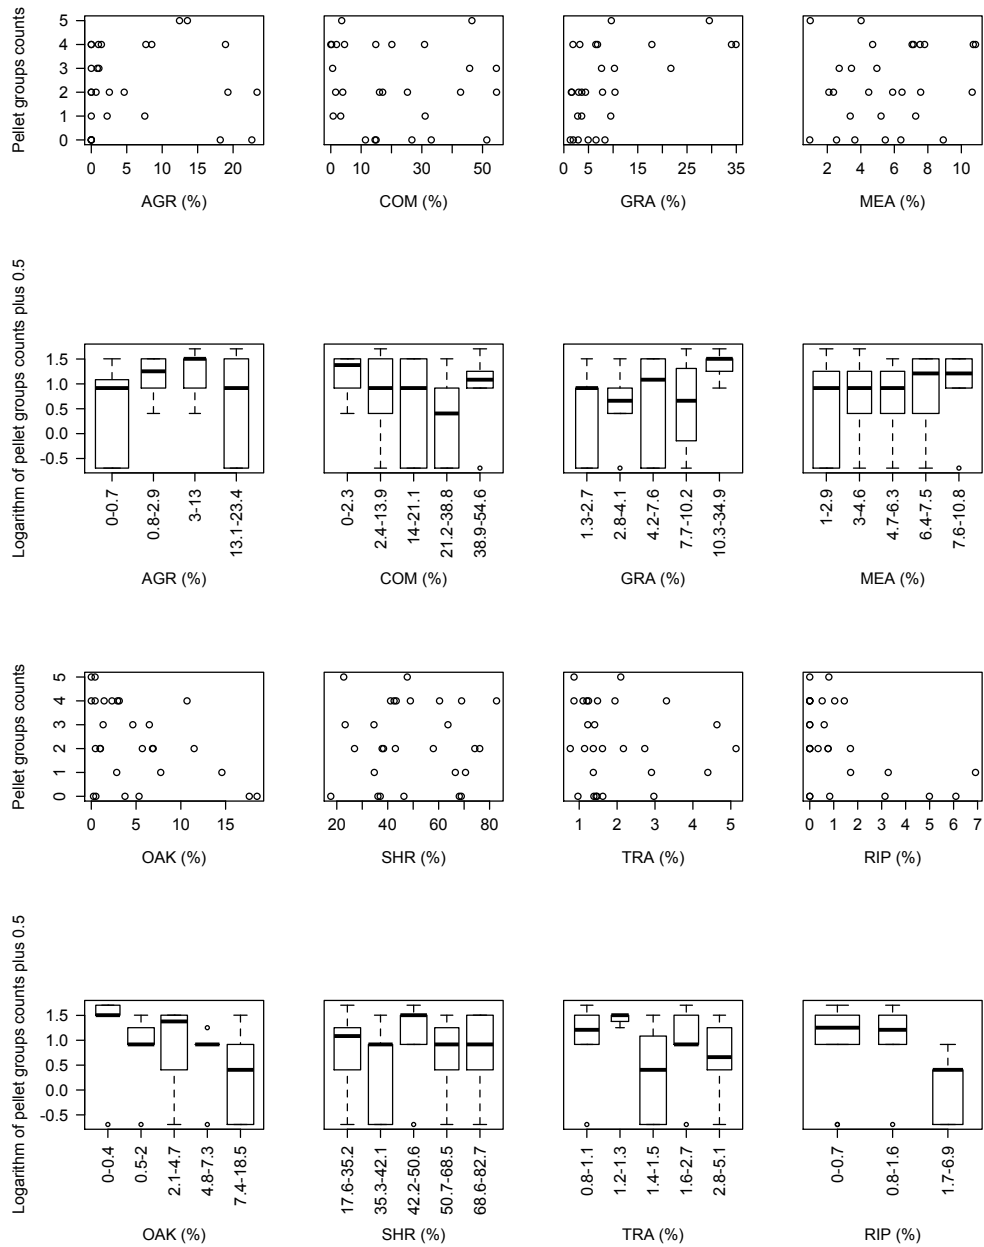 Pellet groups counts
5
4
3
2
1
0
0 5 10 15 20
AGR (%)
0 10 30 50
COM (%)
0 5 15 25 35
GRA (%)
2 4 6 8 10
MEA (%)
Logarithm of pellet groups counts plus 0.5
1.5
1.0
0.5
0.0
-0.5
0-0.7
0.8-2.9
3-13
13.1-23.4
AGR (%)
0-2.3
2.4-13.9
14-21.1
21.2-38.8
38.9-54.6
COM (%)
1.3-2.7
2.8-4.1
4.2-7.6
7.7-10.2
10.3-34.9
GRA (%)
1-2.9
3-4.6
4.7-6.3
6.4-7.5
7.6-10.8
MEA (%)
Pellet groups counts
5
4
3
2
1
0
0 5 10 15
OAK (%)
20 40 60 80
SHR (%)
1 2 3 4 5
TRA (%)
0 1 2 3 4 5 6 7
RIP (%)
Logarithm of pellet groups counts plus 0.5
1.5
1.0
0.5
0.0
-0.5
0-0.4
0.5-2
2.1-4.7
4.8-7.3
7.4-18.5
OAK (%)
17.6-35.2
35.3-42.1
42.2-50.6
50.7-68.5
68.6-82.7
SHR (%)
0.8-1.1
1.2-1.3
1.4-1.5
1.6-2.7
2.8-5.1
TRA (%)
0-0.7
0.8-1.6
1.7-6.9
RIP (%)